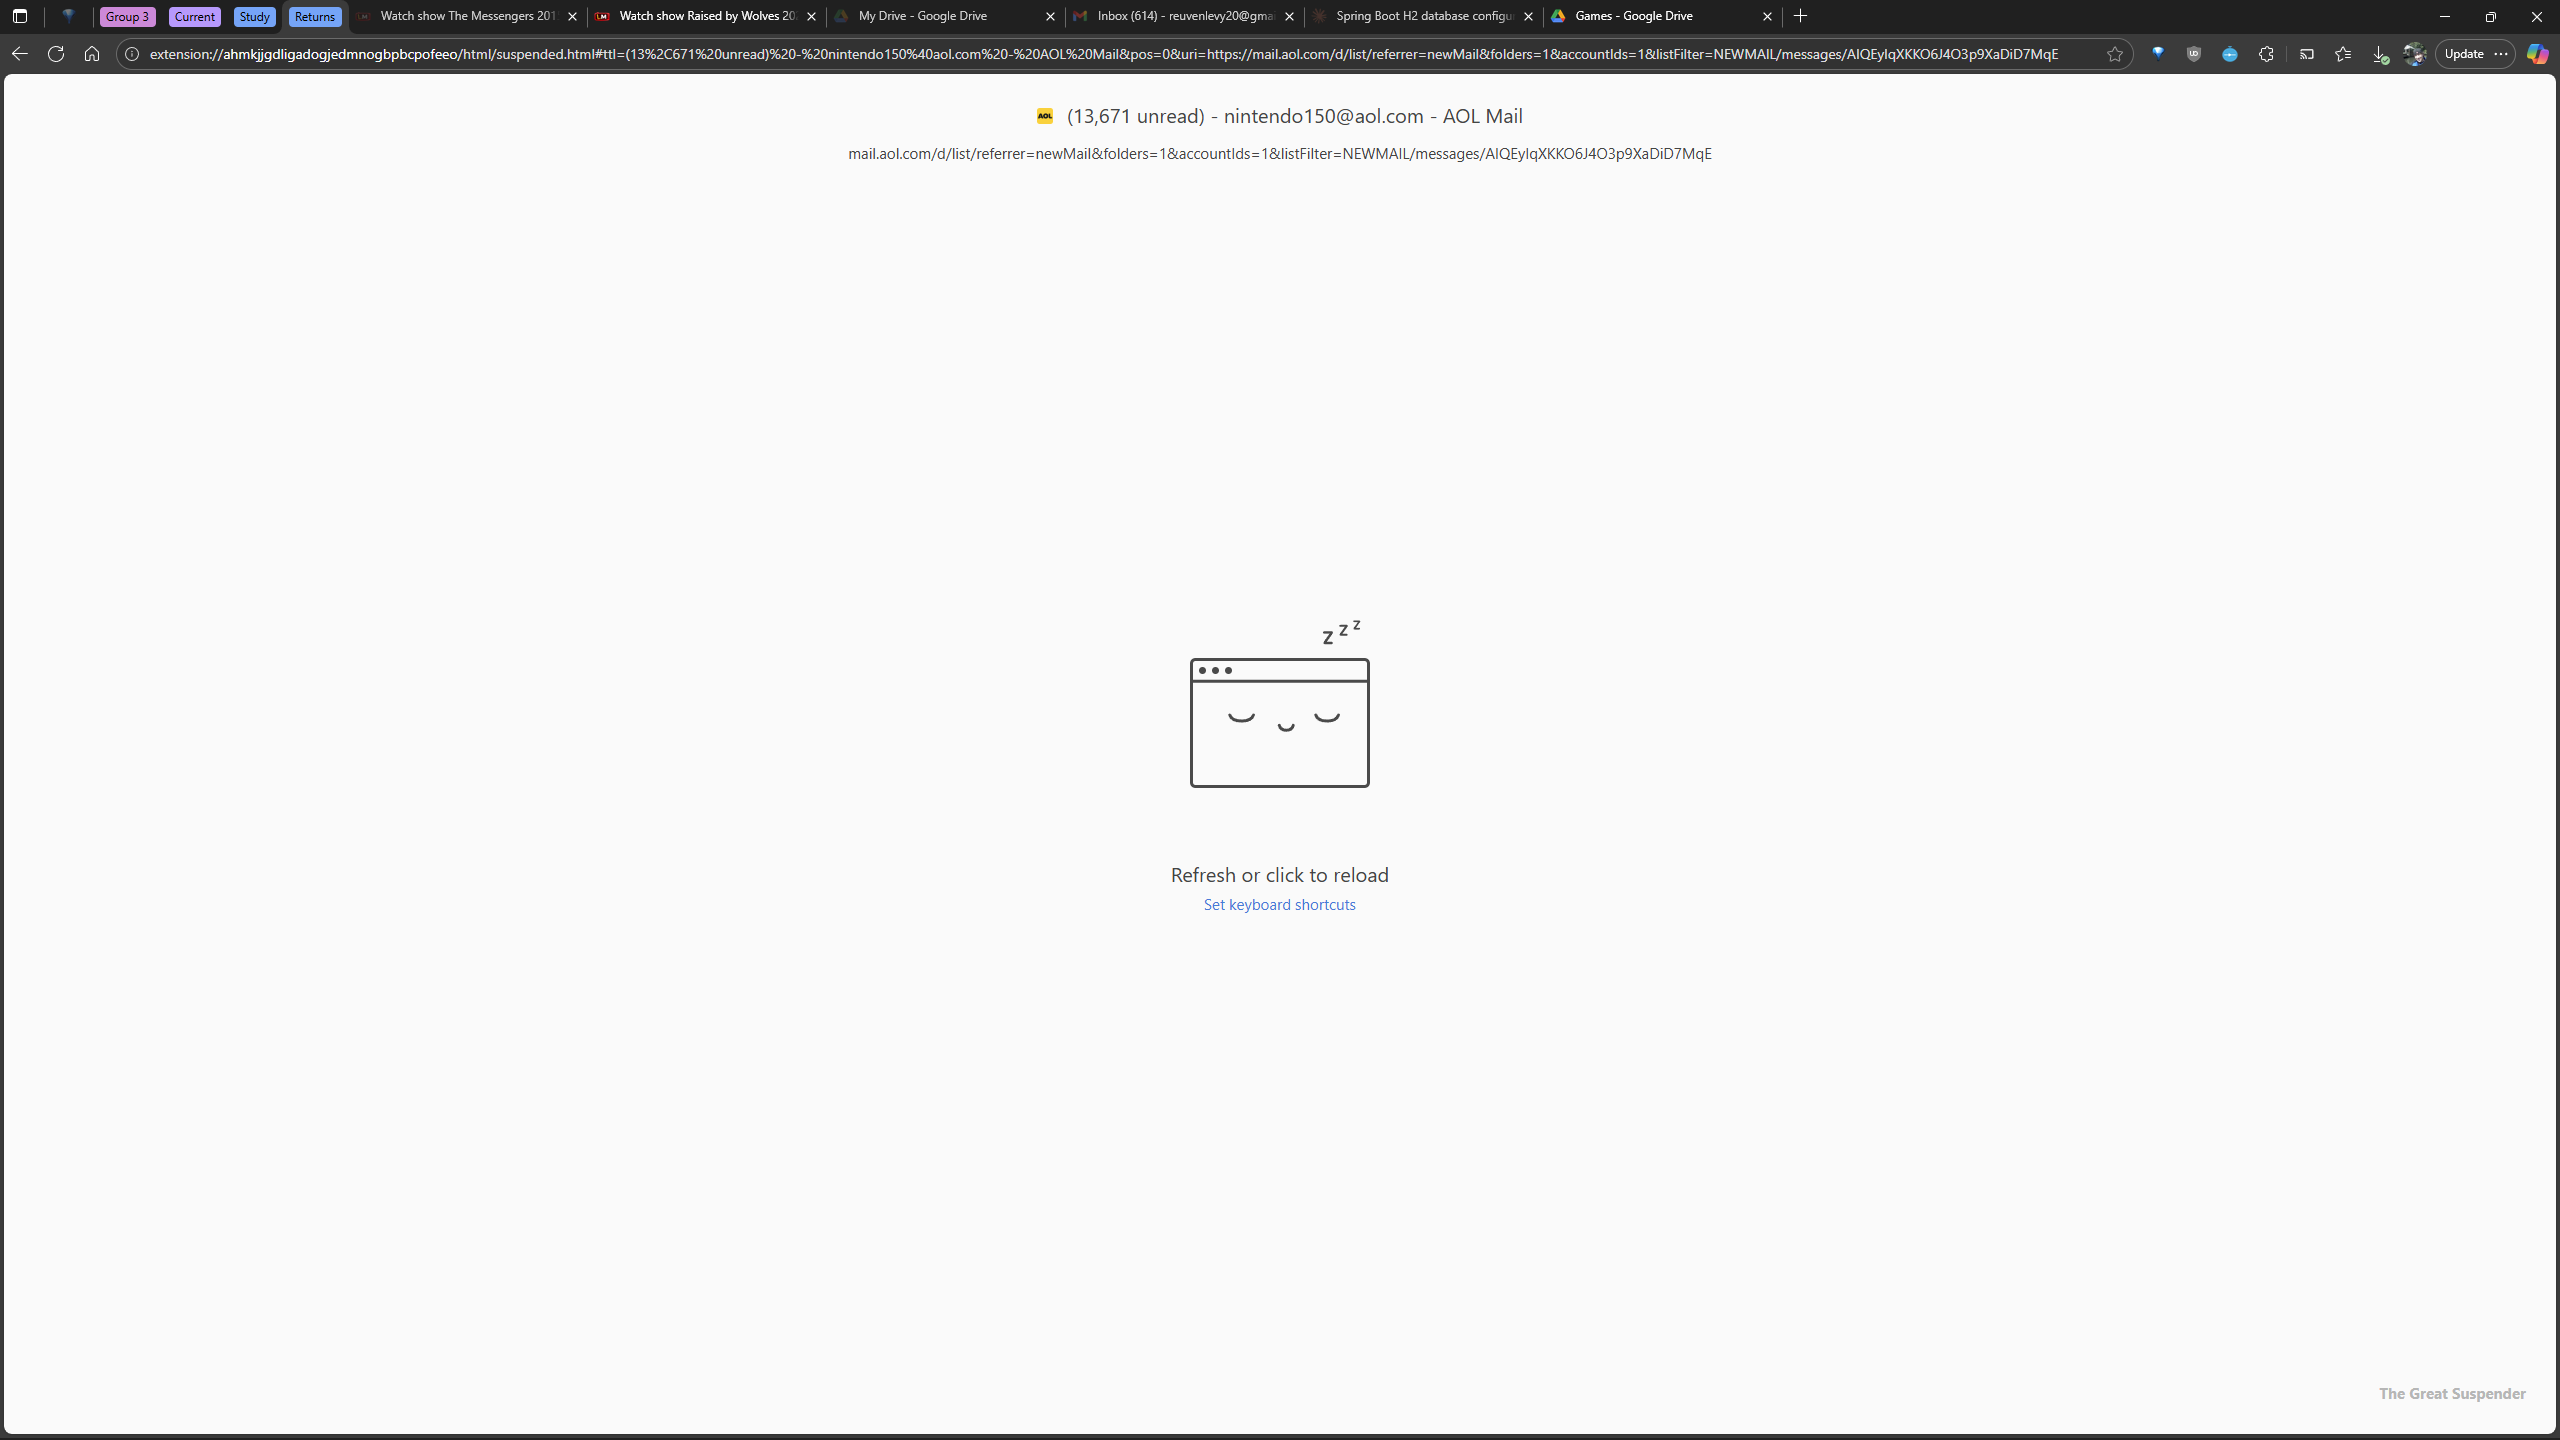 Group 3
Current
Study
Returns
Watch show The Messengers 201
Watch show Raised by Wolves 20
My Drive - Google Drive
Inbox (614) - reuvenlevy20@gmai
Spring Boot H2 database configu
Games - Google Drive
extension://ahmkjjgdligadogjedmnogbpbcpofeeo/html/suspended.html#ttl=(13%2C671%20unread)%20-%20nintendo150%40aol.com%20-%20AOL%20Mail&pos=0&uri=https://mail.aol.com/d/list/referrer=newMail&folders=1&accountIds=1&listFilter=NEWMAIL/messages/AIQEyIqXKKO6J4O3p9XaDiD7MqE
Update
AOL (13,671 unread) - nintendo150@aol.com - AOL Mail
mail.aol.com/d/list/referrer=newMail&folders=1&accountIds=1&listFilter=NEWMAIL/messages/AIQEyIqXKKO6J4O3p9XaDiD7MqE
z z z
Refresh or click to reload
Set keyboard shortcuts
The Great Suspender